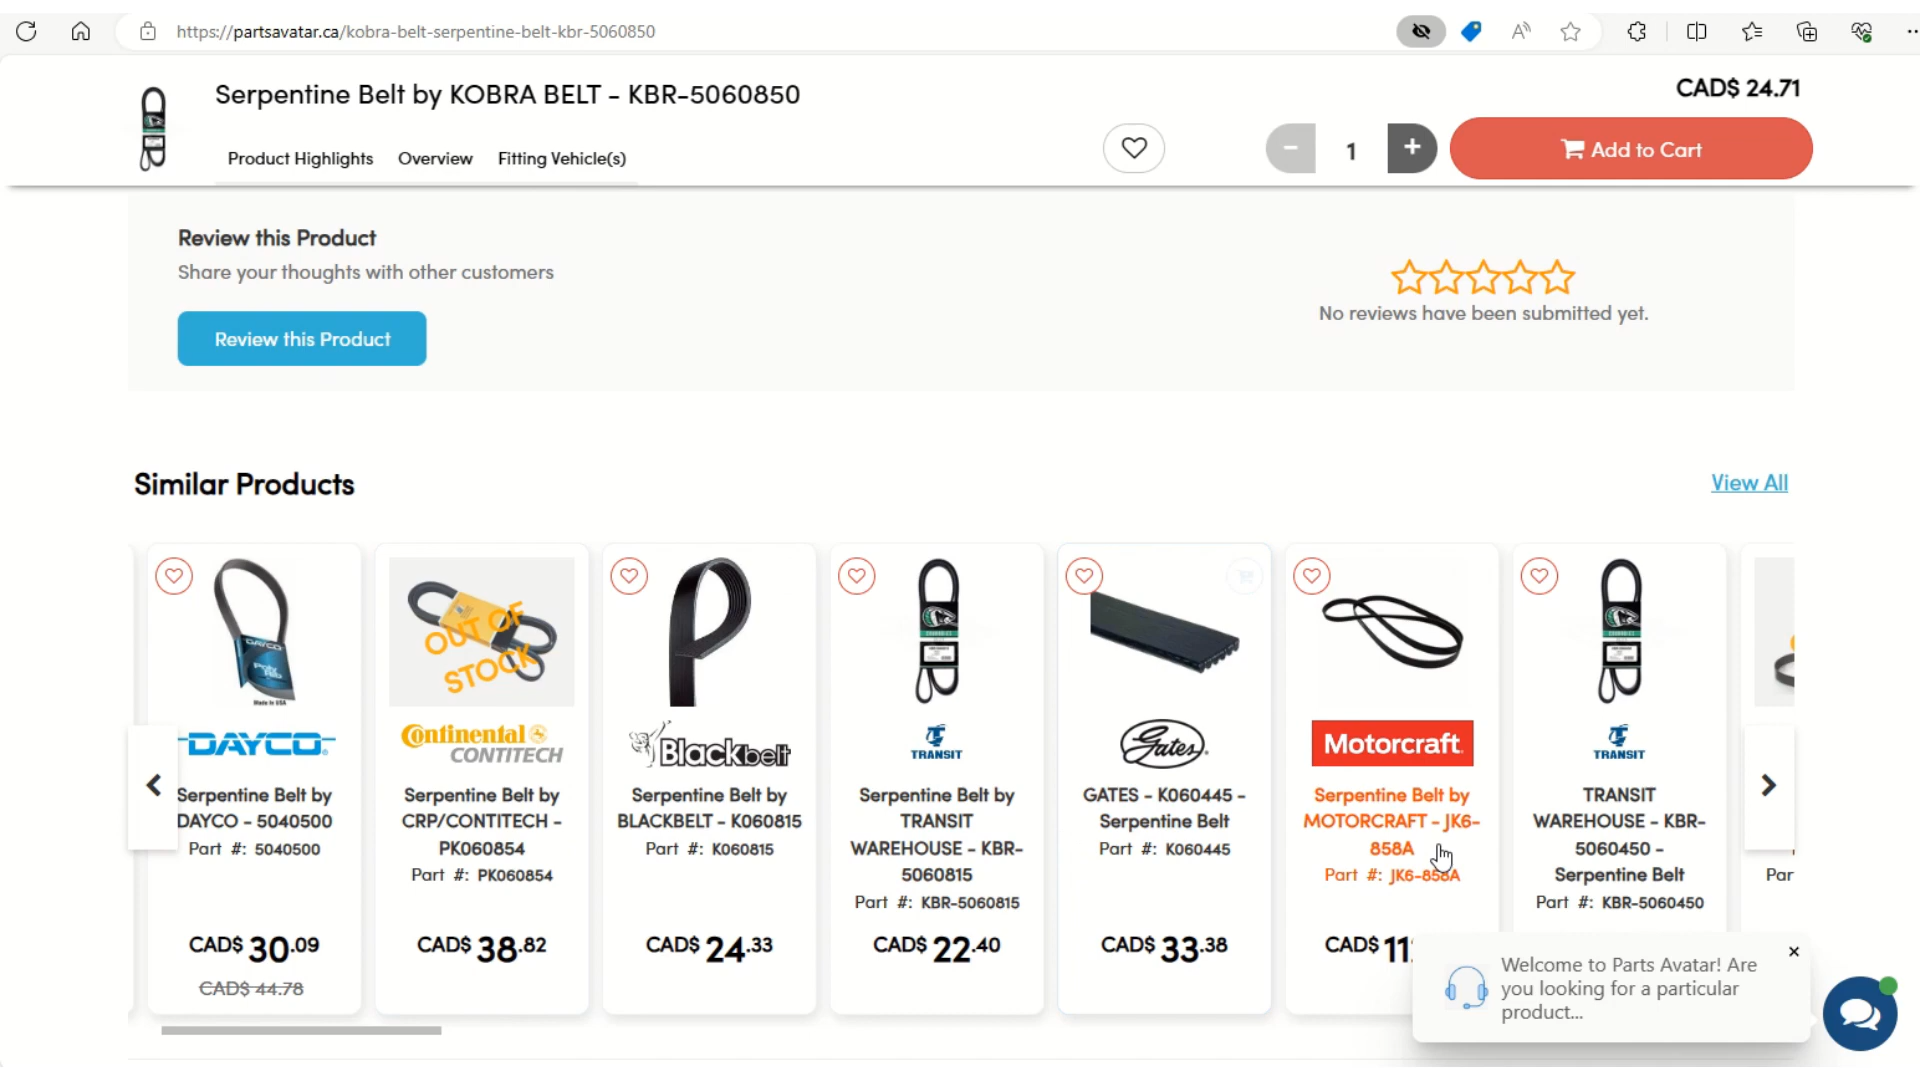 https://partsavatar.ca/kobra-belt-serpentine-belt-kbr-5060850
Serpentine Belt by KOBRA BELT - KBR-5060850
CAD$ 24.71
Product Highlights Overview Fitting Vehicle(s)
1
Add to Cart
Review this Product
Share your thoughts with other customers
No reviews have been submitted yet.
Review this Product
Similar Products
View All
DAYCO
Made In USA
DAYCO
Serpentine Belt by
DAYCO - 5040500
Part #: 5040500
CAD$ 30.09
CAD$ 44.78
OUT OF
STOCK
Continental
CONTITECH
Serpentine Belt by
CRP/CONTITECH -
PK060854
Part #: PK060854
CAD$ 38.82
Blackbelt
Serpentine Belt by
BLACKBELT - K060815
Part #: K060815
CAD$ 24.33
TRANSIT
Serpentine Belt by
TRANSIT
WAREHOUSE - KBR-
5060815
Part #: KBR-5060815
CAD$ 22.40
Gates
GATES - K060445 -
Serpentine Belt
Part #: K060445
CAD$ 33.38
Motorcraft
Serpentine Belt by
MOTORCRAFT - JK6-
858A
Part #: JK6-858A
CAD$ 11
TRANSIT
TRANSIT
WAREHOUSE - KBR-
5060450 -
Serpentine Belt
Part #: KBR-5060450
Par
Welcome to Parts Avatar! Are
you looking for a particular
product...